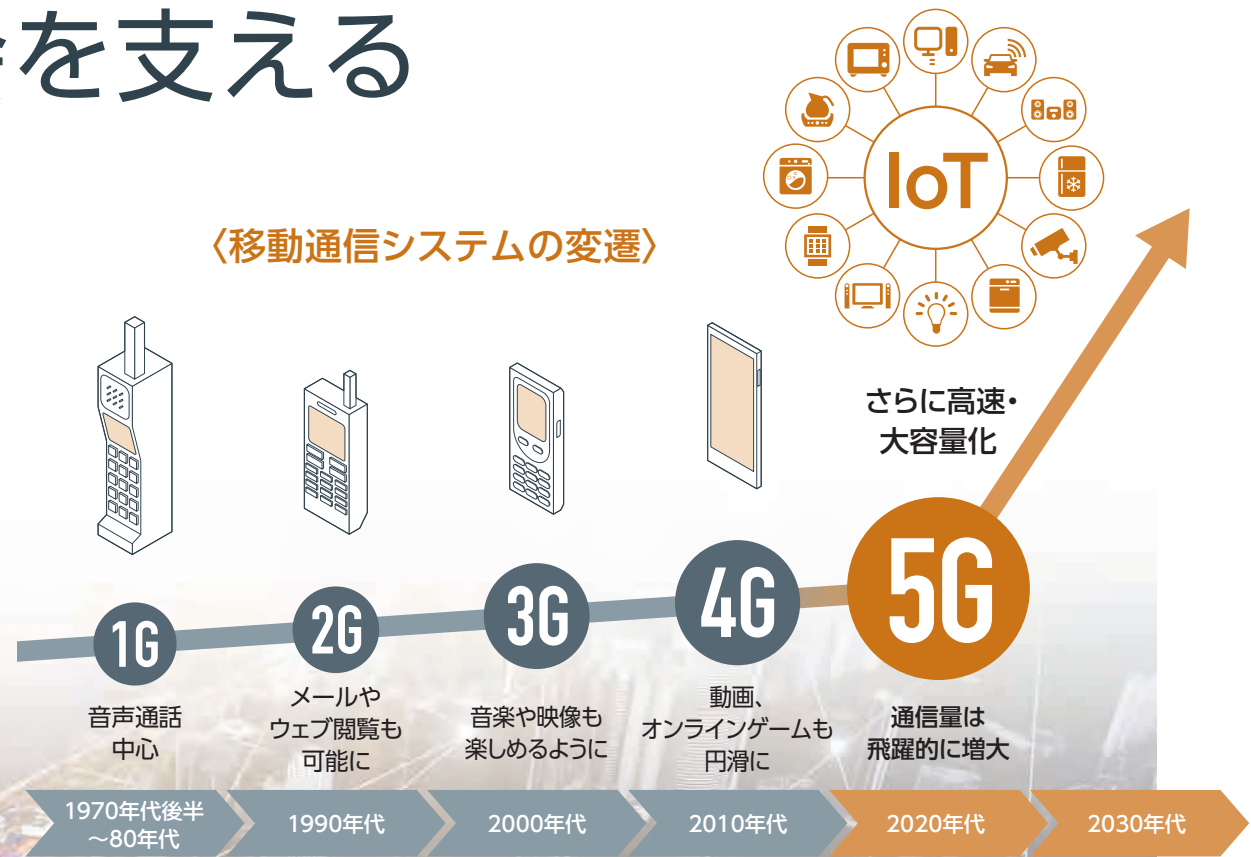 を支える
IoT
〈移動通信システムの変遷〉
さらに高速・
大容量化
1G
2G
3G
4G
5G
音声通話
中心
メールや
ウェブ閲覧も
可能に
音楽や映像も
楽しめるように
動画、
オンラインゲームも
円滑に
通信量は
飛躍的に増大
1970年代後半
～80年代
1990年代
2000年代
2010年代
2020年代
2030年代